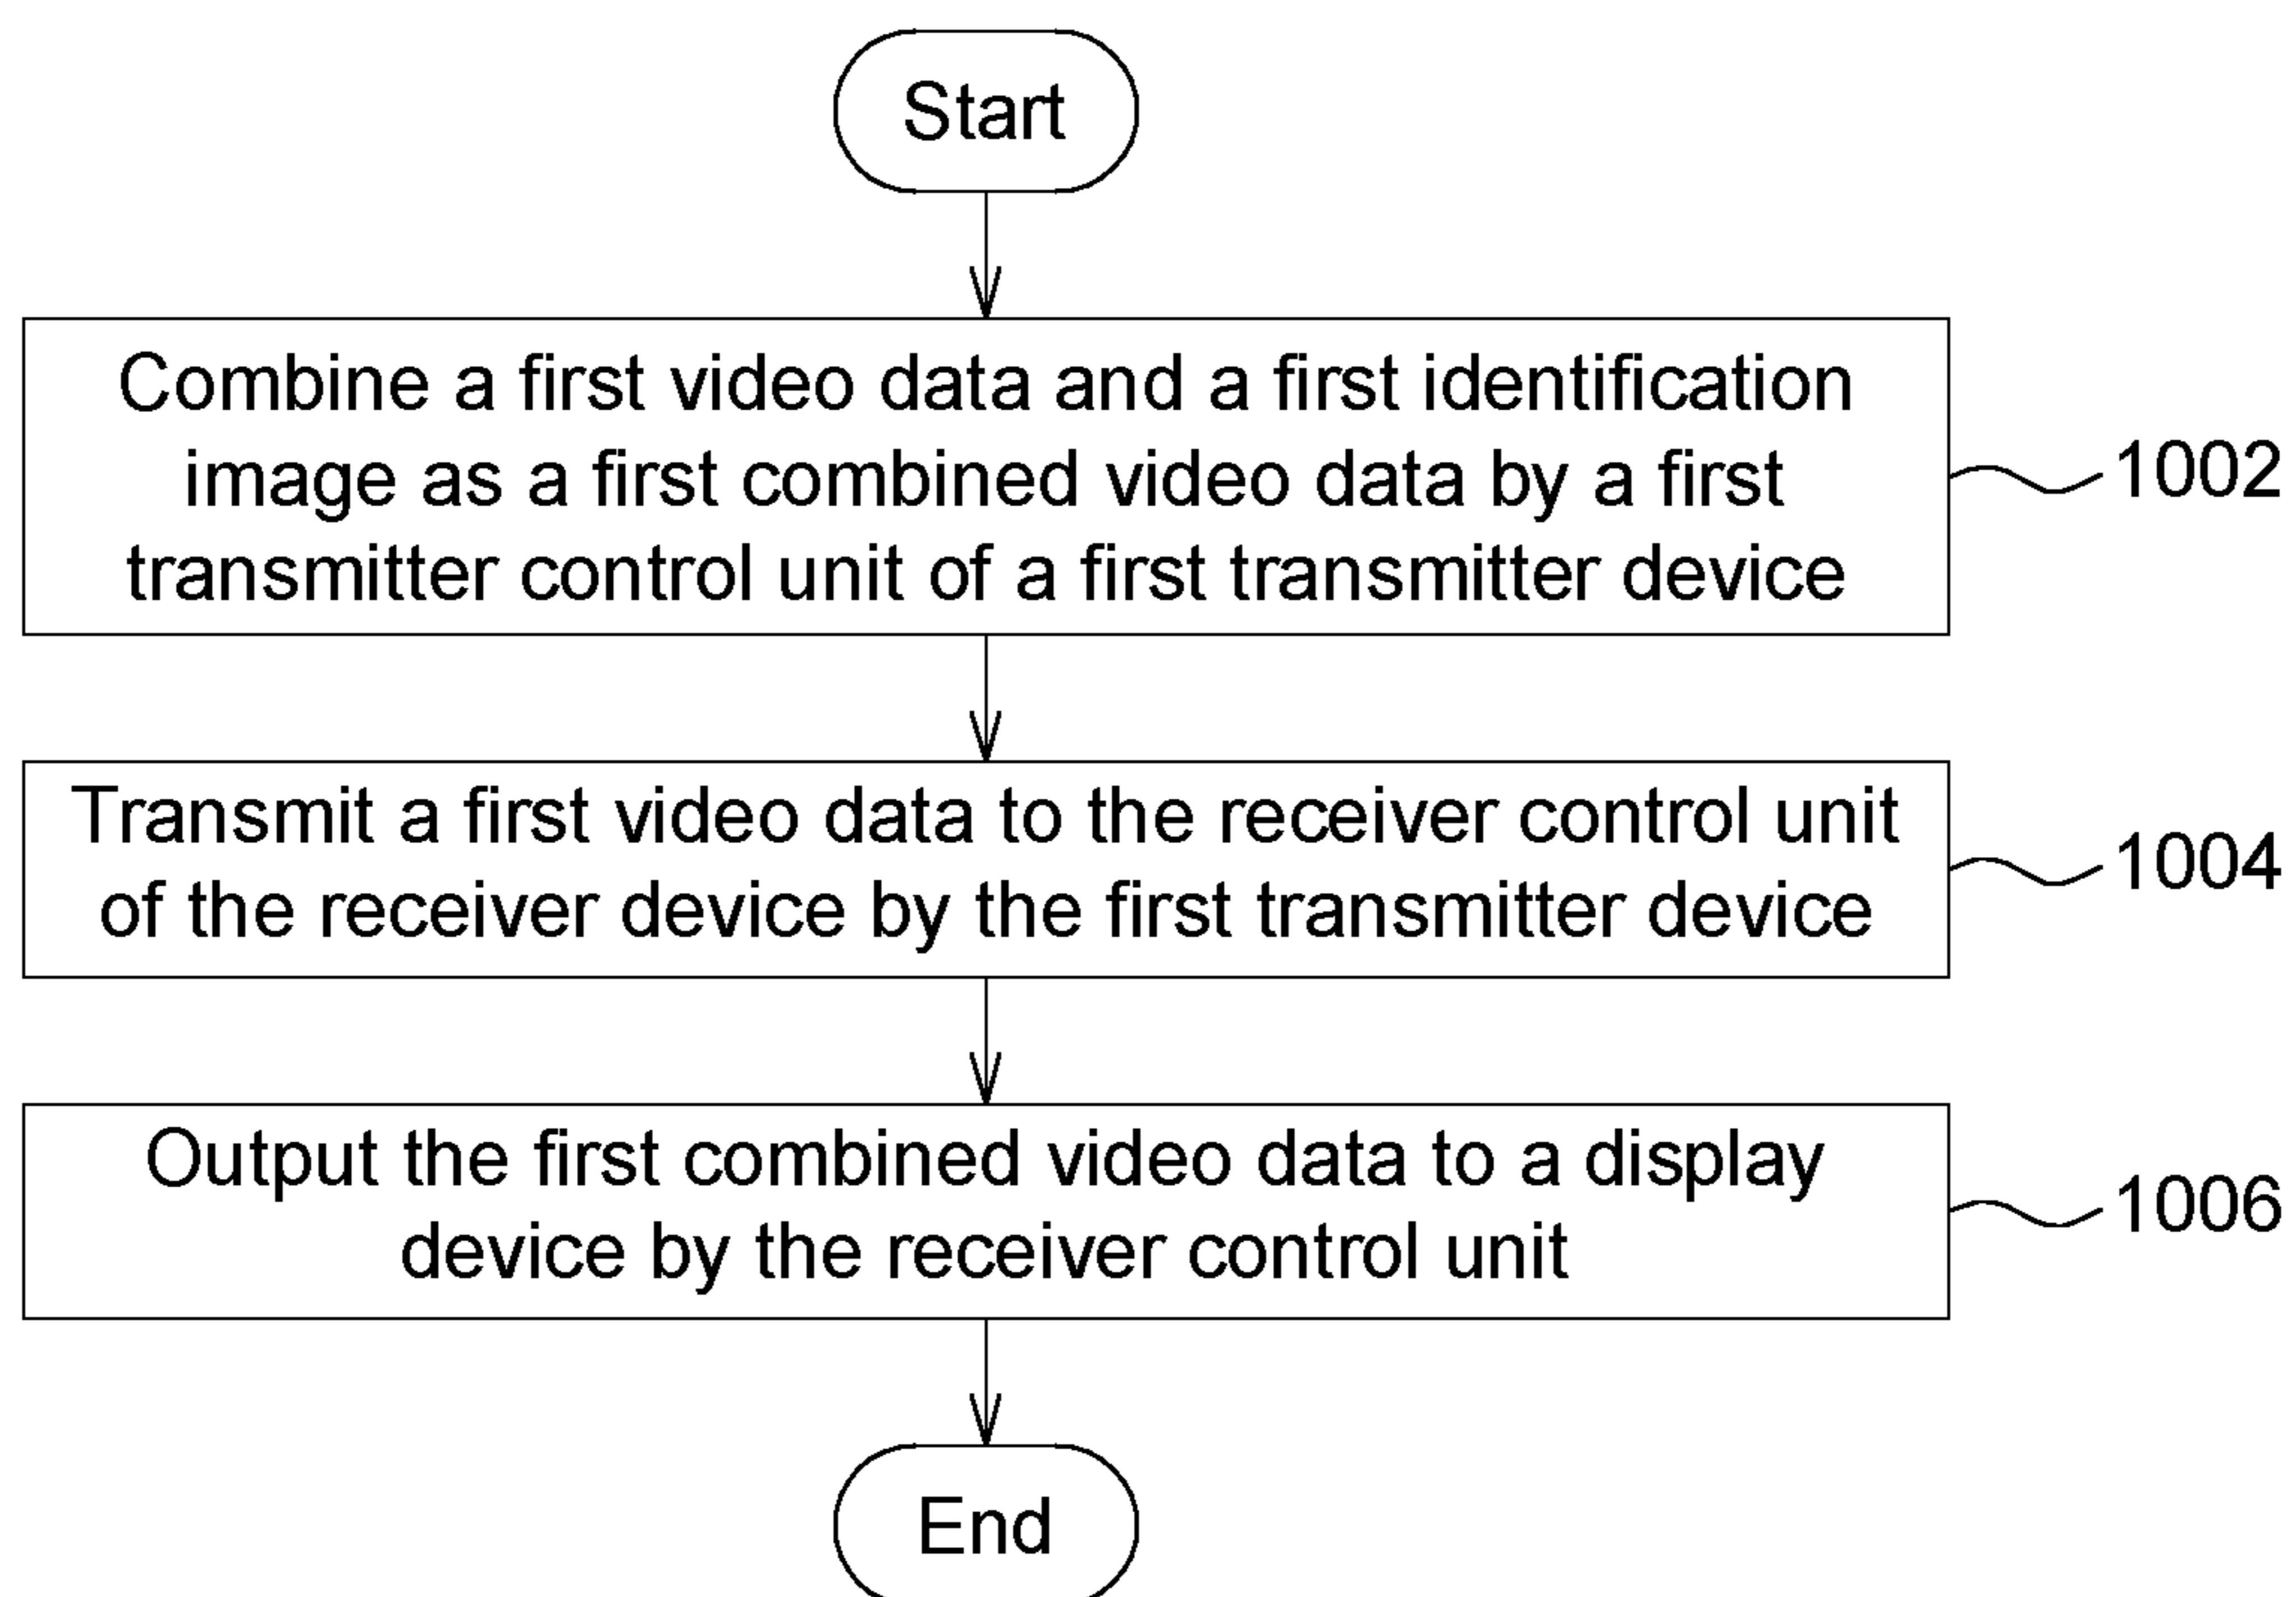 Start
Combine a first video data and a first identification
image as a first combined video data by a first
transmitter control unit of a first transmitter device
1002
Transmit a first video data to the receiver control unit
of the receiver device by the first transmitter device
1004
Output the first combined video data to a display
device by the receiver control unit
1006
End